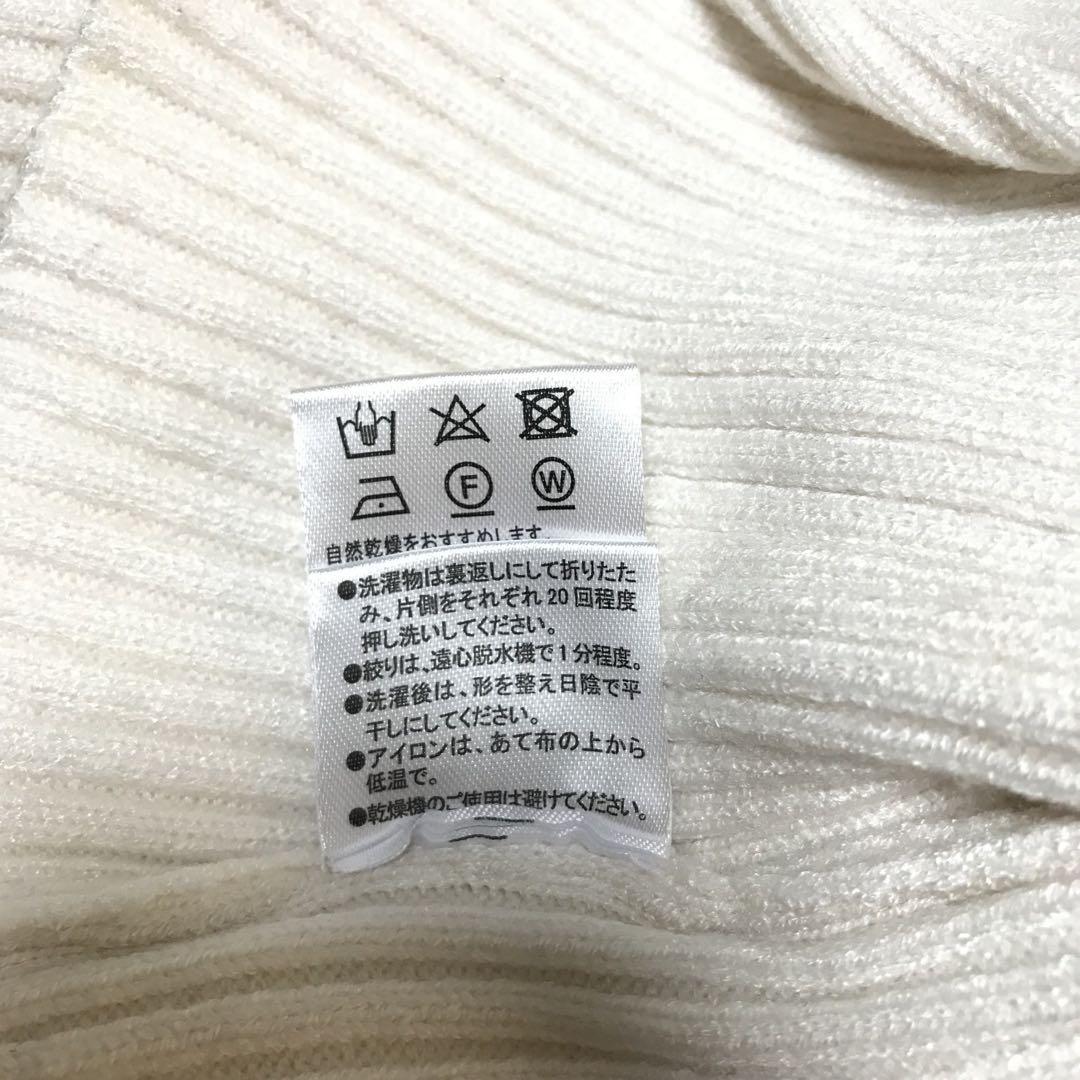 F W
自然乾燥をおすすめします。
●洗濯物は裏返しにして折りたた
み、片側をそれぞれ20回程度
押し洗いしてください。
●絞りは、遠心脱水機で1分程度。
●洗濯後は、形を整え日陰で平
干しにしてください。
●アイロンは、あて布の上から
低温で。
●乾燥機のご使用は避けてください。